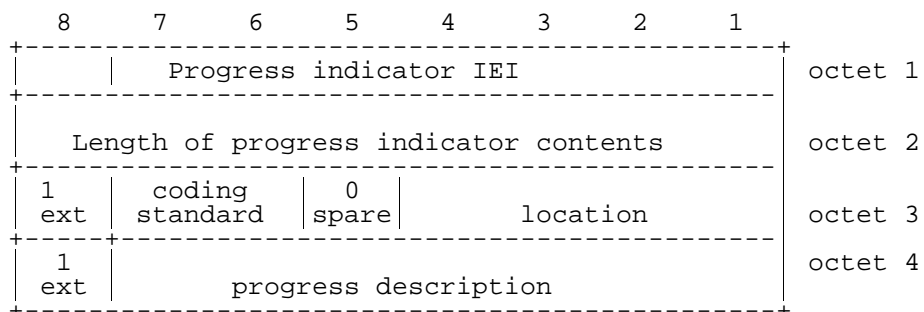 8 7 6 5 4 3 2 1
Progress indicator IEI octet 1
Length of progress indicator contents octet 2
1 coding 0
ext standard spare location octet 3
1 octet 4
ext progress description